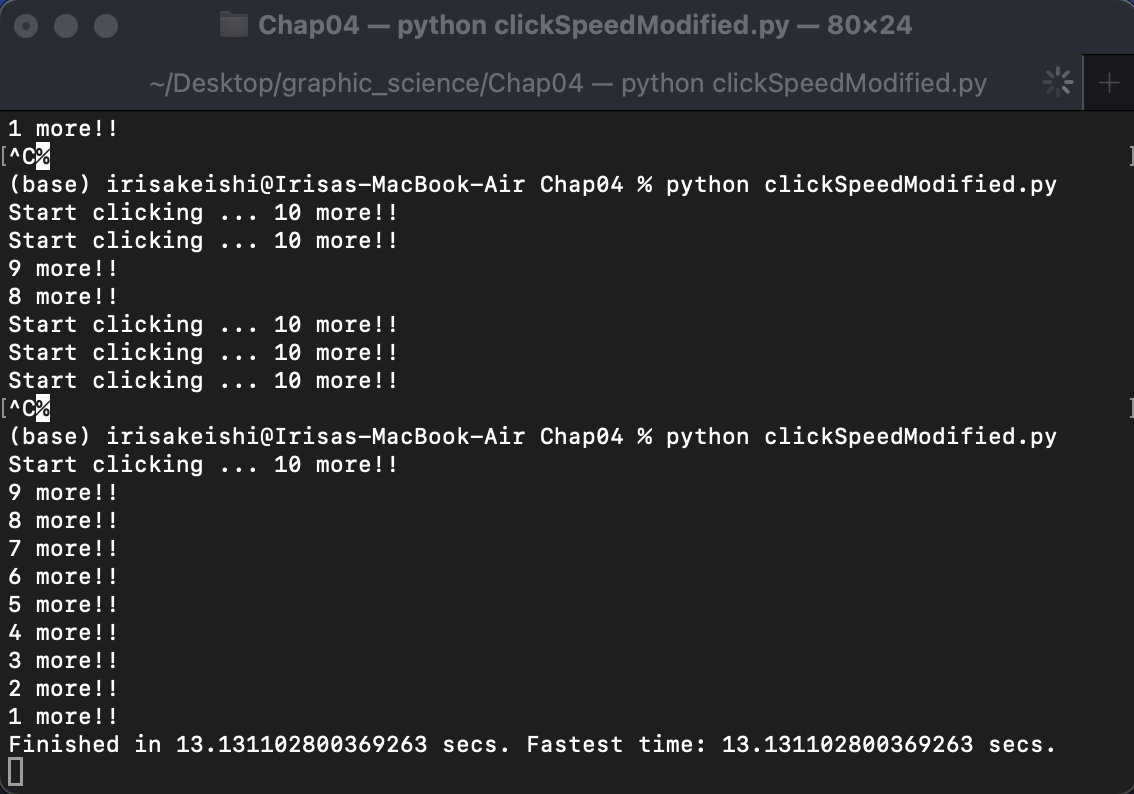 Chap04 — python clickSpeedModified.py — 80×24
~/Desktop/graphic_science/Chap04 — python clickSpeedModified.py
1 more!!
[^C%]
(base) irisakeishi@Irisas-MacBook-Air Chap04 % python clickSpeedModified.py
Start clicking ... 10 more!!
Start clicking ... 10 more!!
9 more!!
8 more!!
Start clicking ... 10 more!!
Start clicking ... 10 more!!
Start clicking ... 10 more!!
[^C%]
(base) irisakeishi@Irisas-MacBook-Air Chap04 % python clickSpeedModified.py
Start clicking ... 10 more!!
9 more!!
8 more!!
7 more!!
6 more!!
5 more!!
4 more!!
3 more!!
2 more!!
1 more!!
Finished in 13.131102800369263 secs. Fastest time: 13.131102800369263 secs.